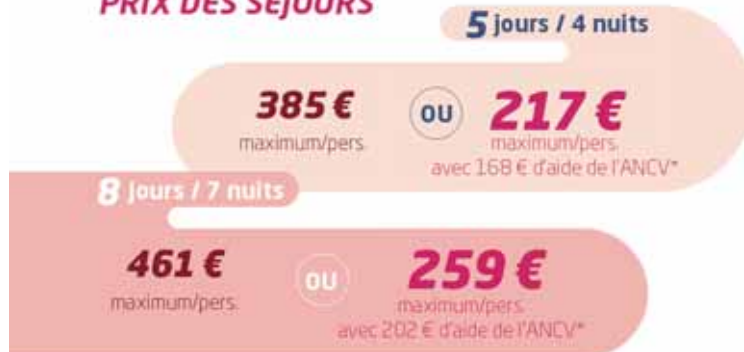 PRIX DES SÉJOURS
5 jours / 4 nuits
385 €
maximum/pers.
OU
217 €
maximum/pers.
avec 168 € d'aide de l'ANCV*
8 jours / 7 nuits
461 €
maximum/pers.
OU
259 €
maximum/pers.
avec 202 € d'aide de l'ANCV*